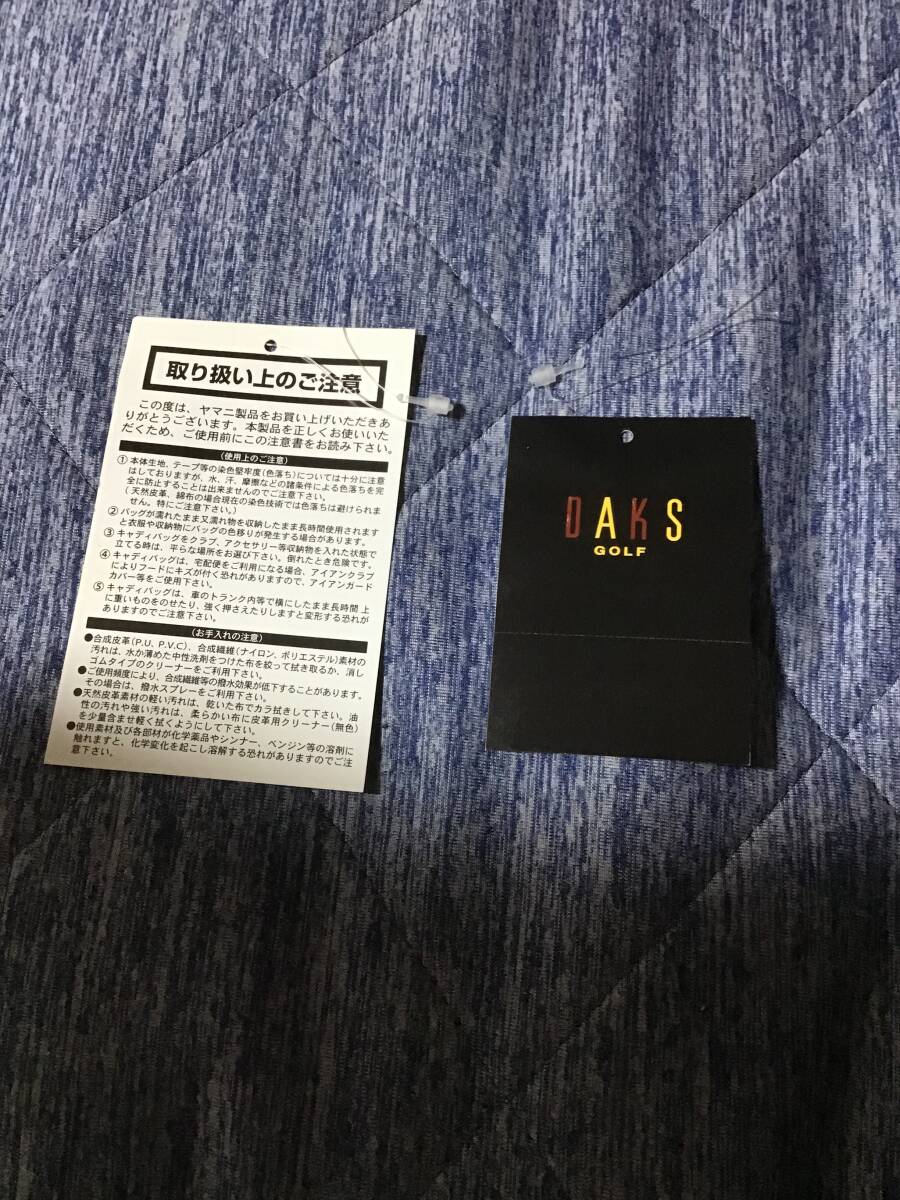 取り扱い上のご注意
この度は、ヤマニ製品をお買い上げいただきあ
りがとうございます。本製品を正しくお使いいた
だくため、ご使用前にこの注意書をお読み下さい。
(使用上のご注意)
① 本体生地、テープ等の染色堅牢度(色落ち)については十分に注意
はしておりますが、水、汗、摩擦などの諸条件による色落ちを完
全に防止することは出来ませんのでご注意下さい。
(天然皮革、綿布の場合現在の染色技術では色落ちは避けられま
せん。特にご注意下さい。)
② バッグが濡れたまま又濡れ物を収納したまま長時間使用されます
と衣服や収納物にバッグの色移りが発生する場合があります。
③ キャディバッグをクラブ、アクセサリー等収納物を入れた状態で
立てる時は、平らな場所をお選び下さい。倒れたとき危険です。
④ キャディバッグは、宅配便をご利用になる場合、アイアンクラブ
によりフードにキズが付く恐れがありますので、アイアンガード
カバー等をご使用下さい。
⑤ キャディバッグは、車のトランク内等で横にしたまま長時間上
に重いものをのせたり、強く押さえたりしますと変形する恐れが
ありますのでご注意下さい。
(お手入れの注意)
●合成皮革(P.U, P.V.C)、合成繊維(ナイロン、ポリエステル)素材の
汚れは、水か薄めた中性洗剤をつけた布を絞って拭き取るか、消し
ゴムタイプのクリーナーをご利用下さい。
●ご使用頻度により、合成繊維等の撥水効果が低下することがあります。
その場合は、撥水スプレーをご利用下さい。
●天然皮革素材の軽い汚れは、乾いた布でカラ拭きして下さい。油
性の汚れや強い汚れは、柔らかい布に皮革用クリーナー(無色)
を少量含ませ軽く拭くようにして下さい。
●使用素材及び各部材が化学薬品やシンナー、ベンジン等の溶剤に
触れますと、化学変化を起こし溶解する恐れがありますのでご注
意下さい。
DAKS
GOLF